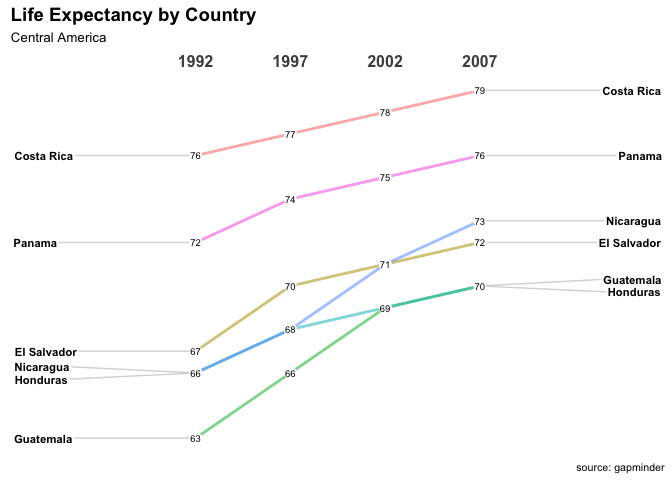 Life Expectancy by Country
Central America
1992 1997 2002 2007
79 Costa Rica
78
77
Costa Rica 76 76 Panama
75
74
73 Nicaragua
Panama 72 72 El Salvador
71
70 70 Guatemala
Honduras
69
68
El Salvador 67
Nicaragua
66 66
Honduras
Guatemala 63
source: gapminder